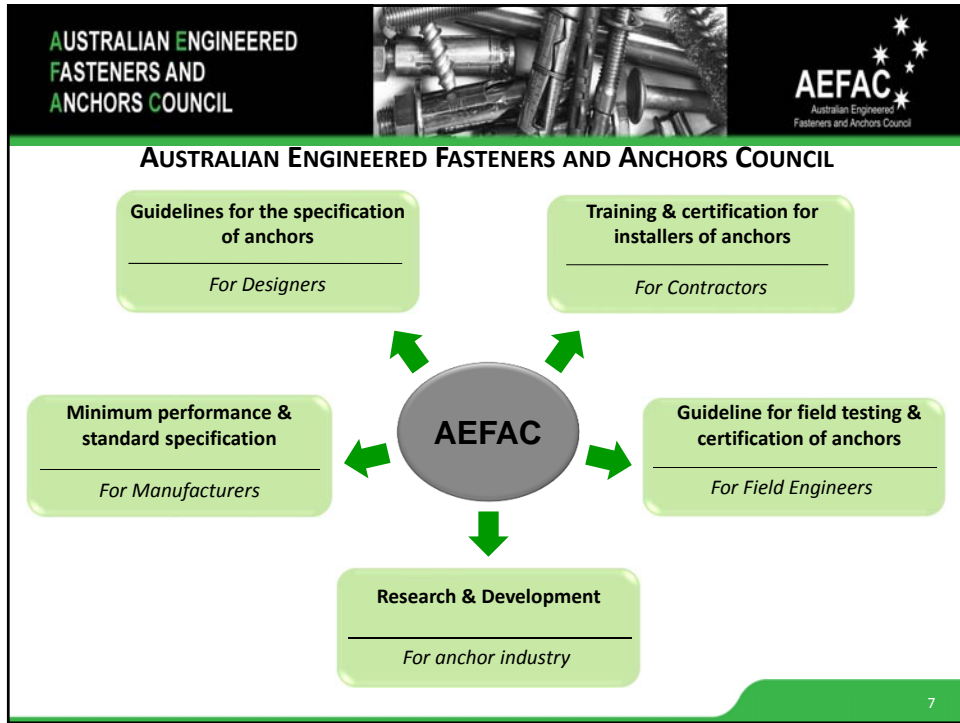 AUSTRALIAN ENGINEERED
FASTENERS AND
ANCHORS COUNCIL
AEFAC
Australian Engineered
Fasteners and Anchors Council
AUSTRALIAN ENGINEERED FASTENERS AND ANCHORS COUNCIL
Guidelines for the specification
of anchors
For Designers
Training & certification for
installers of anchors
For Contractors
Minimum performance &
standard specification
For Manufacturers
AEFAC
Guideline for field testing &
certification of anchors
For Field Engineers
Research & Development
For anchor industry
7